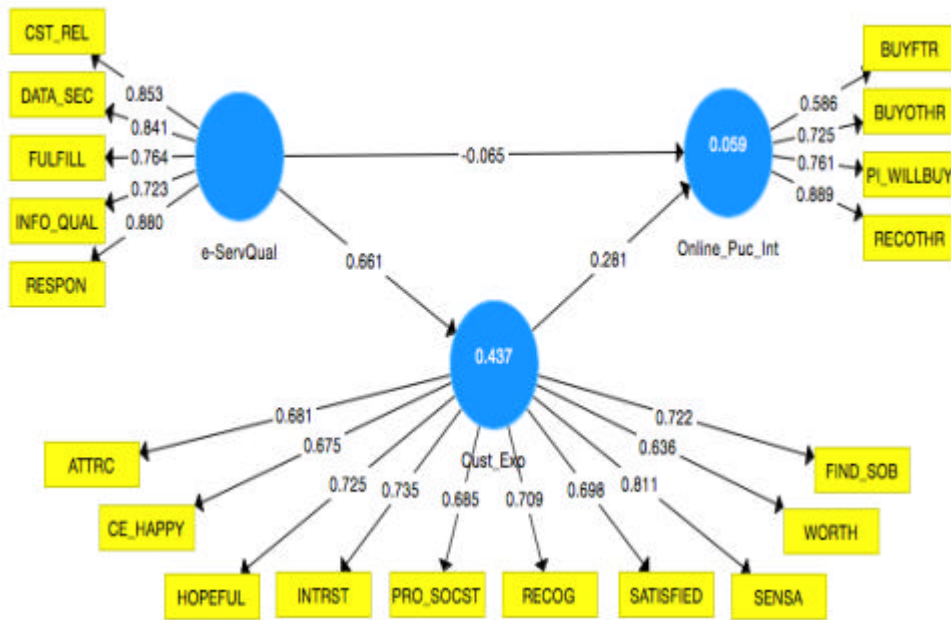 CST_REL
DATA_SEC
FULFILL
INFO_QUAL
RESPON
0.853
0.841
0.764
0.723
0.880
e-ServQual
-0.065
0.661
0.281
0.059
Online_Puc_Int
0.586
0.725
0.761
0.889
BUYFTR
BUYOTHR
PI_WILLBUY
RECOTHR
0.437
Cust_Exp
0.681
0.675
0.725
0.735
0.685
0.709
0.698
0.811
0.636
0.722
ATTRC
CE_HAPPY
HOPEFUL
INTRST
PRO_SOCST
RECOG
SATISFIED
SENSA
WORTH
FIND_SOB